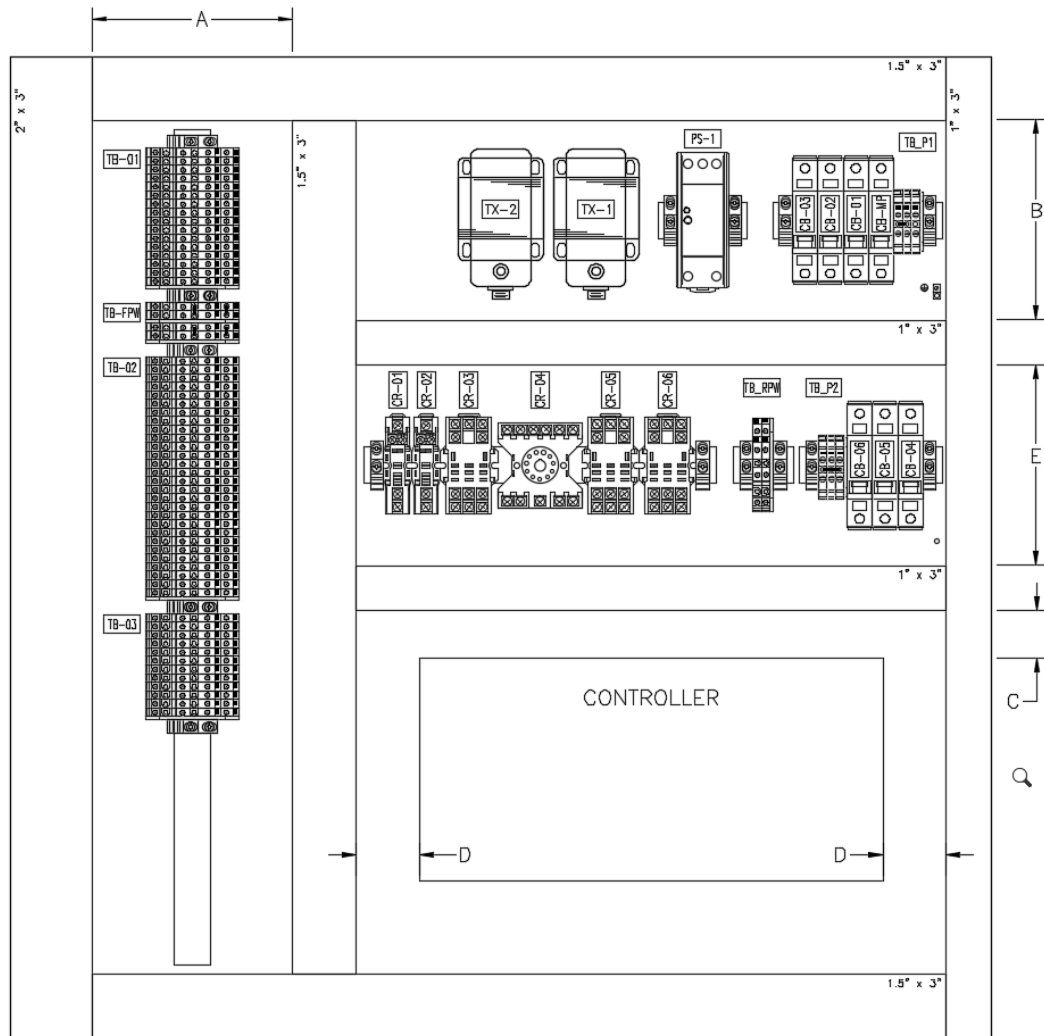 A
1.5" x 3"
2" x 3"
1" x 3"
1.5" x 3"
TB-01
TX-2
TX-1
PS-1
TB_P1
CB-03
CB-02
CB-01
CB-MP
B
TB-FPW
1" x 3"
TB-02
CR-01
CR-02
CR-03
CR-04
CR-05
CR-06
TB_RPW
TB_P2
CB-06
CB-05
CB-04
E
1" x 3"
TB-03
CONTROLLER
C
D
D
1.5" x 3"